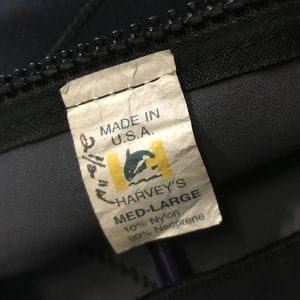 MADE IN
U.S.A.
HARVEY'S
MED-LARGE
10% Nylon
90% Neoprene